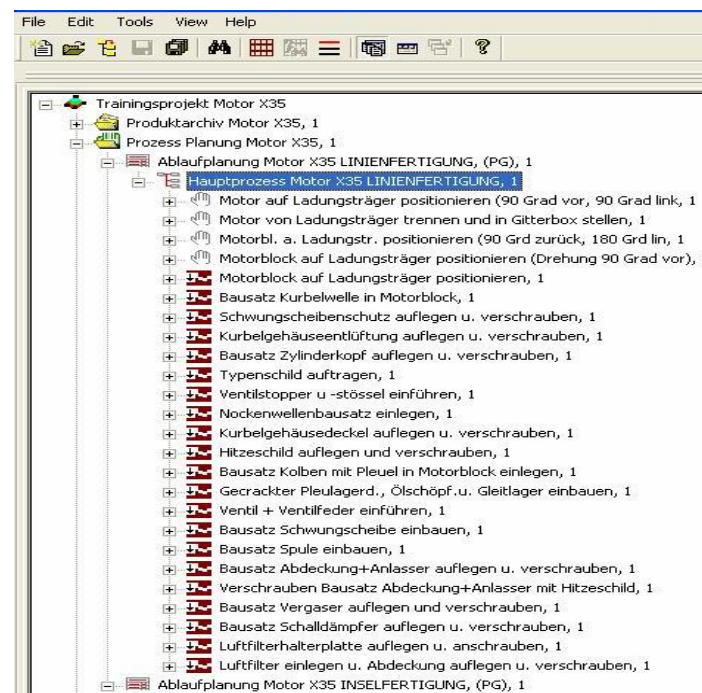 File Edit Tools View Help
Trainingsprojekt Motor X35
Produktarchiv Motor X35, 1
Prozess Planung Motor X35, 1
Ablaufplanung Motor X35 LINIENFERTIGUNG, (PG), 1
Hauptprozess Motor X35 LINIENFERTIGUNG, 1
Motor auf Ladungsträger positionieren (90 Grad vor, 90 Grad link, 1
Motor von Ladungsträger trennen und in Gitterbox stellen, 1
Motorbl. a. Ladungstr. positionieren (90 Grd zurück, 180 Grd lin, 1
Motorblock auf Ladungsträger positionieren (Drehung 90 Grad vor),
Motorblock auf Ladungsträger positionieren, 1
Bausatz Kurbelwelle in Motorblock, 1
Schwungscheibenschutz auflegen u. verschrauben, 1
Kurbelgehäuseentlüftung auflegen u. verschrauben, 1
Bausatz Zylinderkopf auflegen u. verschrauben, 1
Typenschild auftragen, 1
Ventilstopper u -stössel einführen, 1
Nockenwellenbausatz einlegen, 1
Kurbelgehäusedeckel auflegen u. verschrauben, 1
Hitzeschild auflegen und verschrauben, 1
Bausatz Kolben mit Pleuel in Motorblock einlegen, 1
Gecrackter Pleulagerd., Ölschöpf.u. Gleitlager einbauen, 1
Ventil + Ventilfeder einführen, 1
Bausatz Schwungscheibe einbauen, 1
Bausatz Spule einbauen, 1
Bausatz Abdeckung+Anlasser auflegen u. verschrauben, 1
Verschrauben Bausatz Abdeckung+Anlasser mit Hitzeschild, 1
Bausatz Vergaser auflegen und verschrauben, 1
Bausatz Schalldämpfer auflegen u. verschrauben, 1
Luftfilterhalterplatte auflegen u. anschrauben, 1
Luftfilter einlegen u. Abdeckung auflegen u. verschrauben, 1
Ablaufplanung Motor X35 INSELFERTIGUNG, (PG), 1